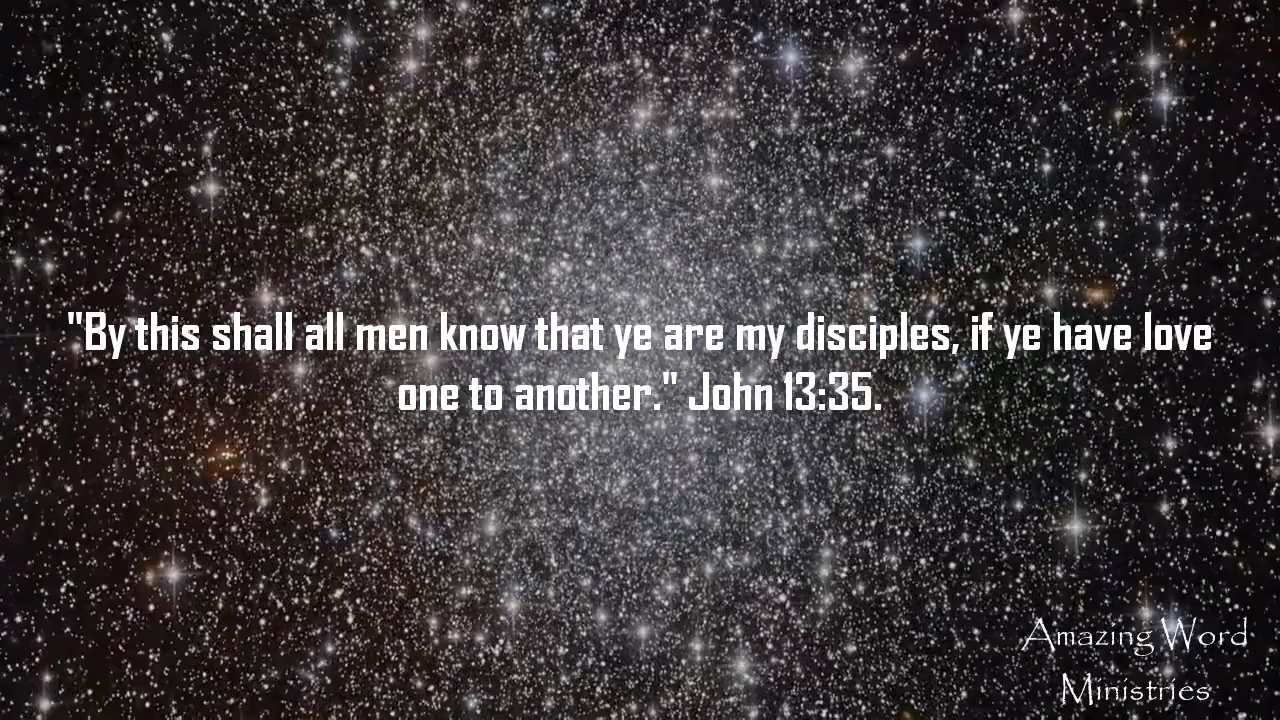 "By this shall all men know that ye are my disciples, if ye have love
one to another." John 13:35.
Amazing Word
Ministries